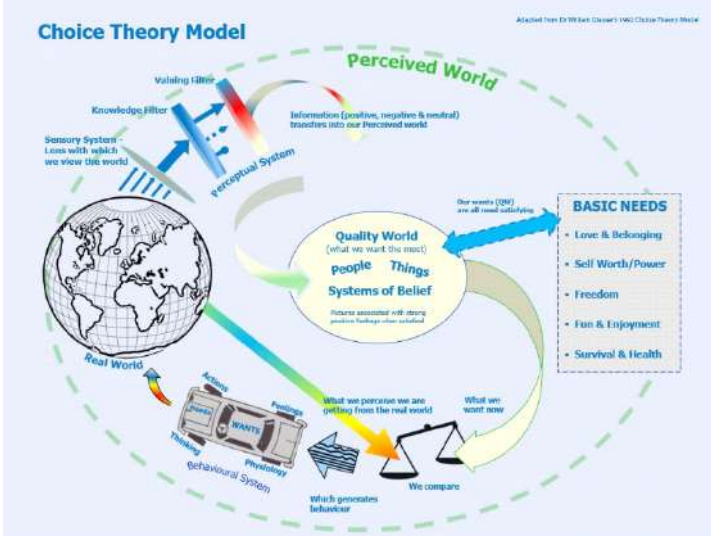 Adapted from Dr William Glasser's 1992 Choice Theory Model
Choice Theory Model
Perceived World
Valuing Filter
Knowledge Filter
Sensory System -
Lens with which
we view the world
Perceptual System
Information (positive, negative & neutral)
transfers into our Perceived world
Our wants (QW)
are all need satisfying
BASIC NEEDS
• Love & Belonging
• Self Worth/Power
• Freedom
• Fun & Enjoyment
• Survival & Health
Quality World
(what we want the most)
People Things
Systems of Belief
Pictures associated with strong
positive feelings when satisfied
Real World
What we perceive we are
getting from the real world
What we
want now
Actions
Feelings
WANTS
Thinking
Physiology
Behavioural System
We compare
Which generates
behaviour